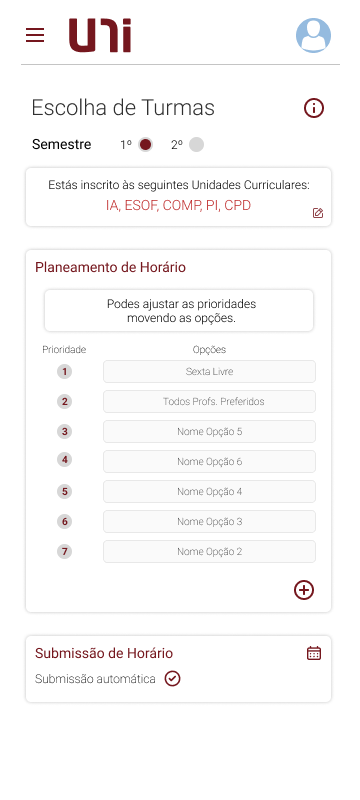 UNI
Escolha de Turmas
Semestre 1º 2º
Estás inscrito às seguintes Unidades Curriculares:
IA, ESOF, COMP, PI, CPD
Planeamento de Horário
Podes ajustar as prioridades
movendo as opções.
Prioridade Opções
1 Sexta Livre
2 Todos Profs. Preferidos
3 Nome Opção 5
4 Nome Opção 6
5 Nome Opção 4
6 Nome Opção 3
7 Nome Opção 2
Submissão de Horário
Submissão automática